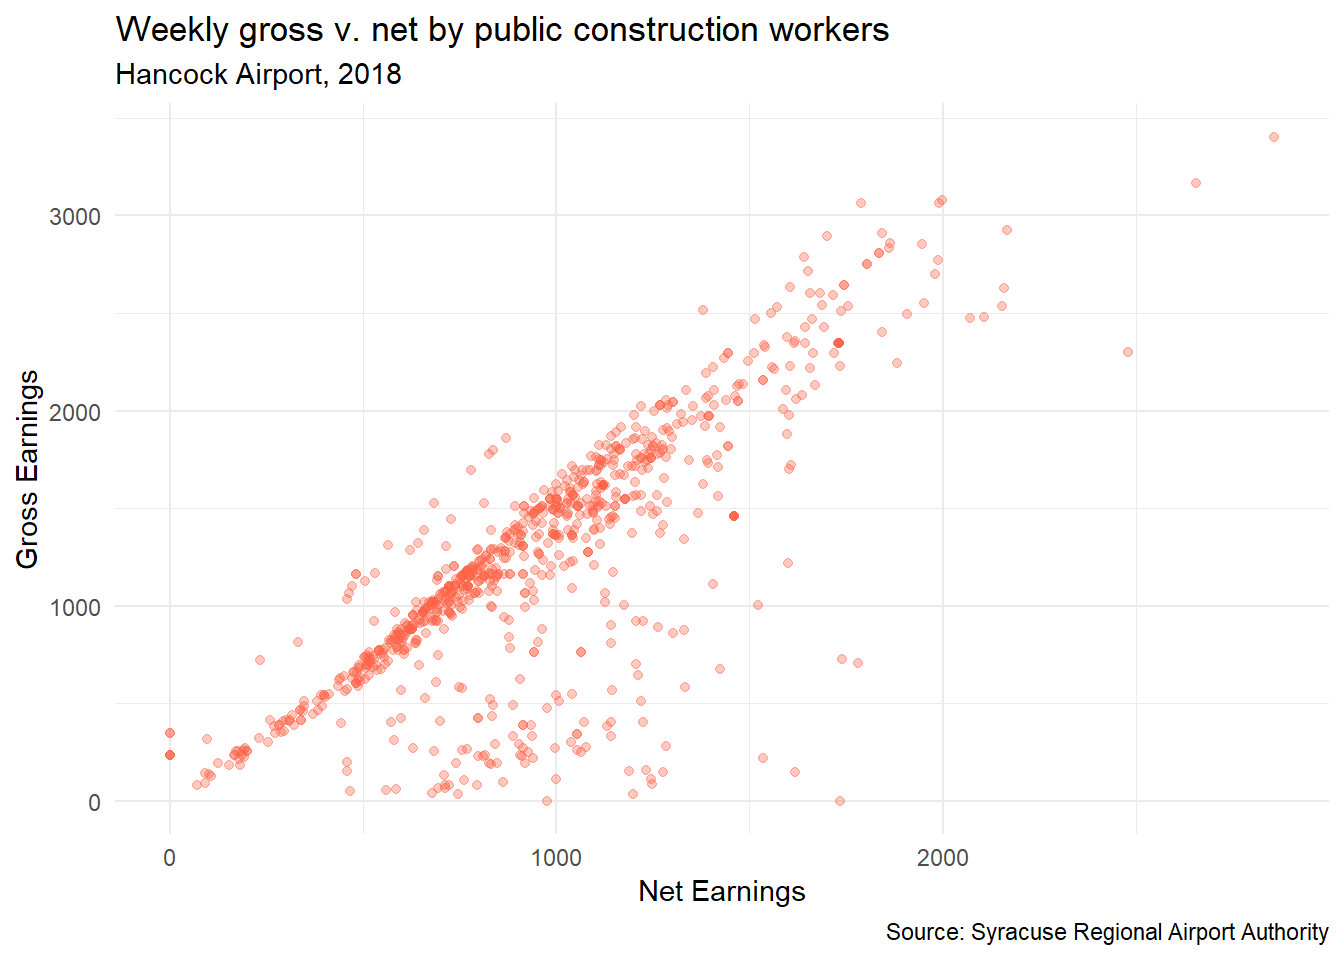 Weekly gross v. net by public construction workers
Hancock Airport, 2018
Gross Earnings
3000
2000
1000
0
0 1000 2000
Net Earnings
Source: Syracuse Regional Airport Authority